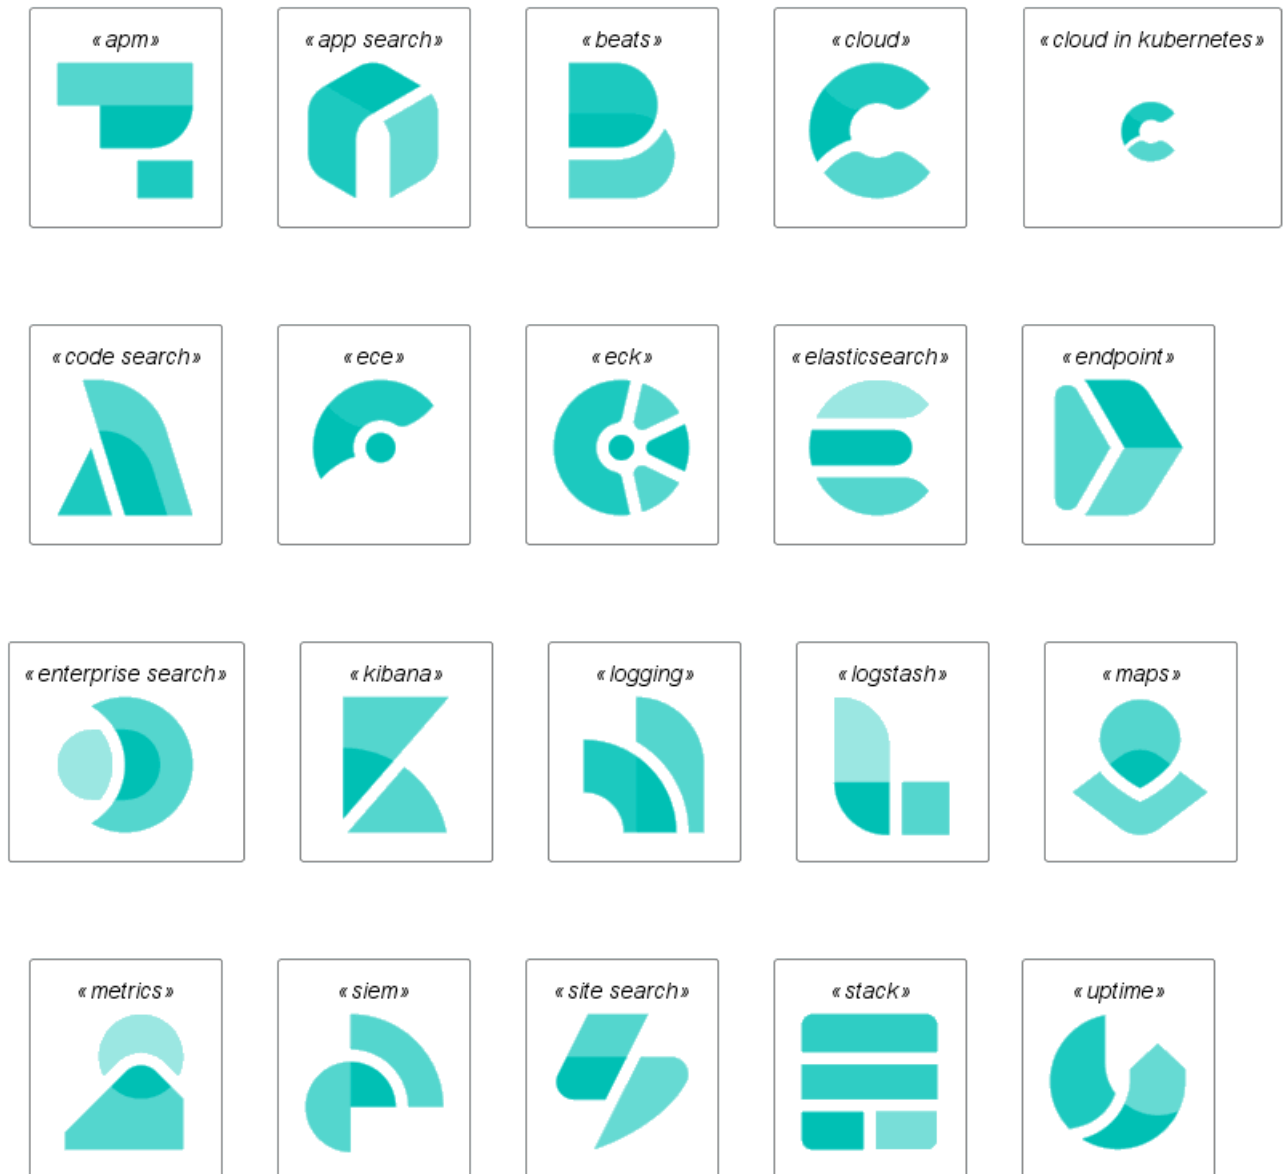 «apm»
«app search»
«beats»
«cloud»
«cloud in kubernetes»
«code search»
«ece»
«eck»
«elasticsearch»
«endpoint»
«enterprise search»
«kibana»
«logging»
«logstash»
«maps»
«metrics»
«siem»
«site search»
«stack»
«uptime»